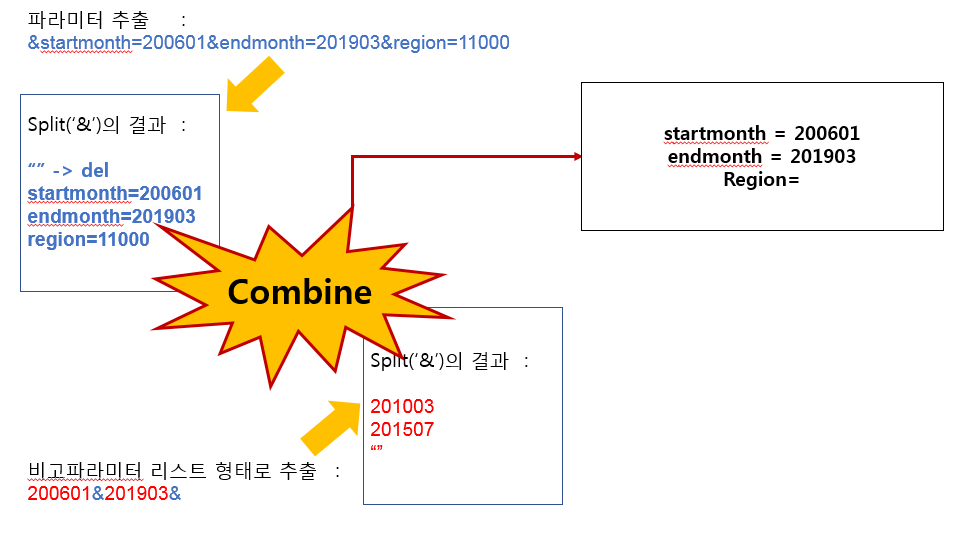 파라미터 추출 :
&startmonth=200601&endmonth=201903&region=11000
Split(‘&’)의 결과 :
“” -> del
startmonth=200601
endmonth=201903
region=11000
startmonth = 200601
endmonth = 201903
Region=
Combine
Split(‘&’)의 결과 :
201003
201507
“”
비고파라미터 리스트 형태로 추출 :
200601&201903&